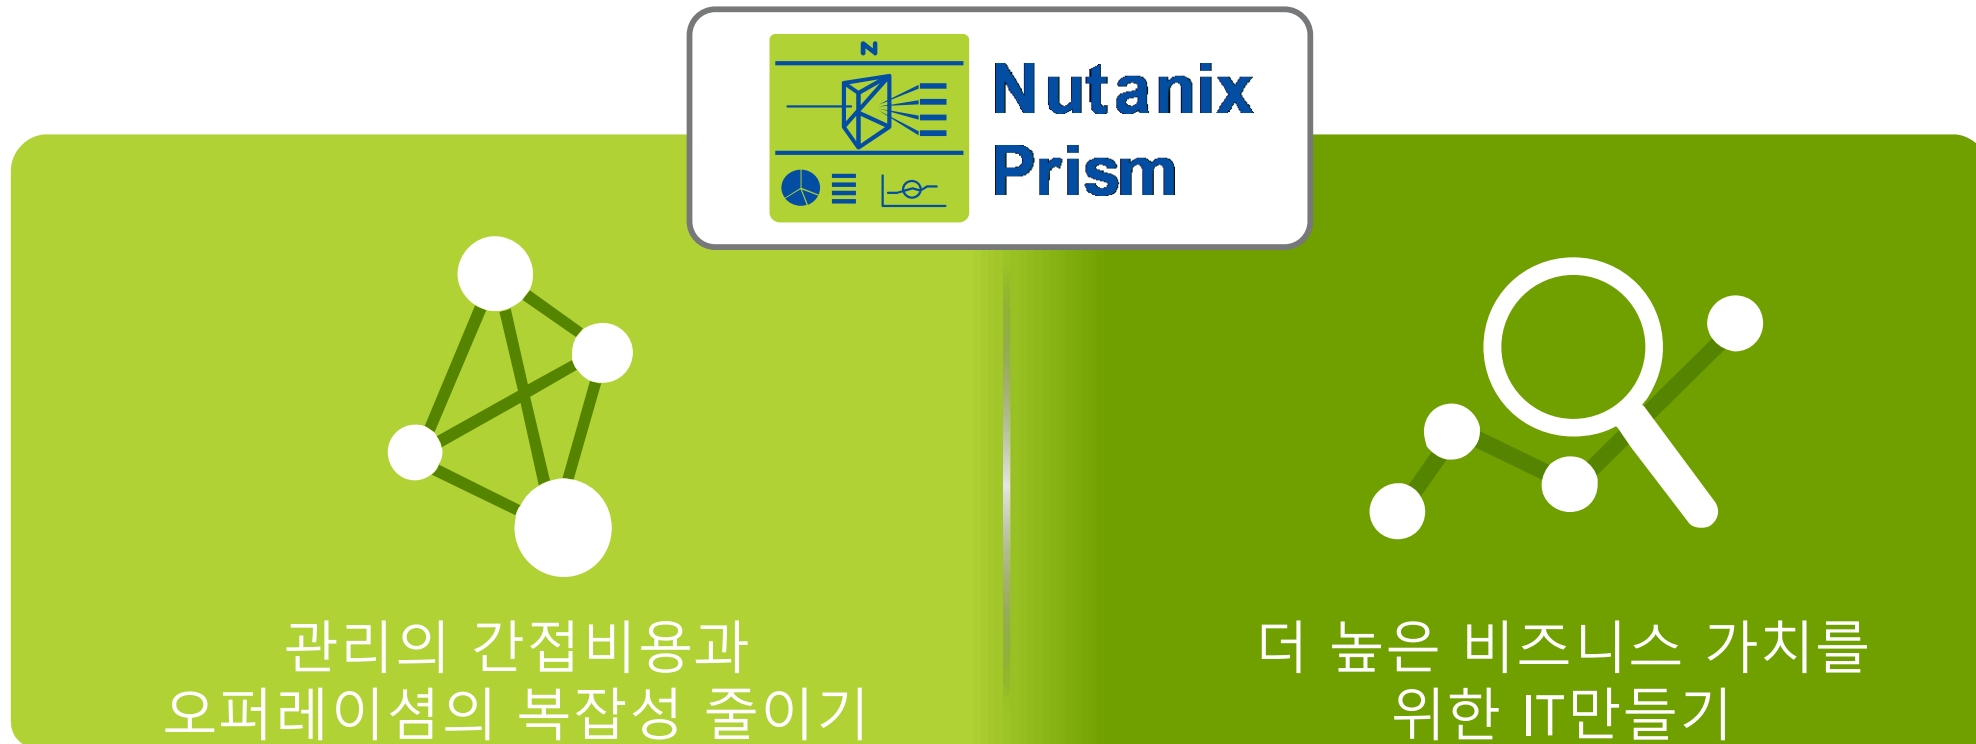 N
Nutanix
Prism
관리의 간접비용과
오퍼레이셤의 복잡성 줄이기
더 높은 비즈니스 가치를
위한 IT만들기